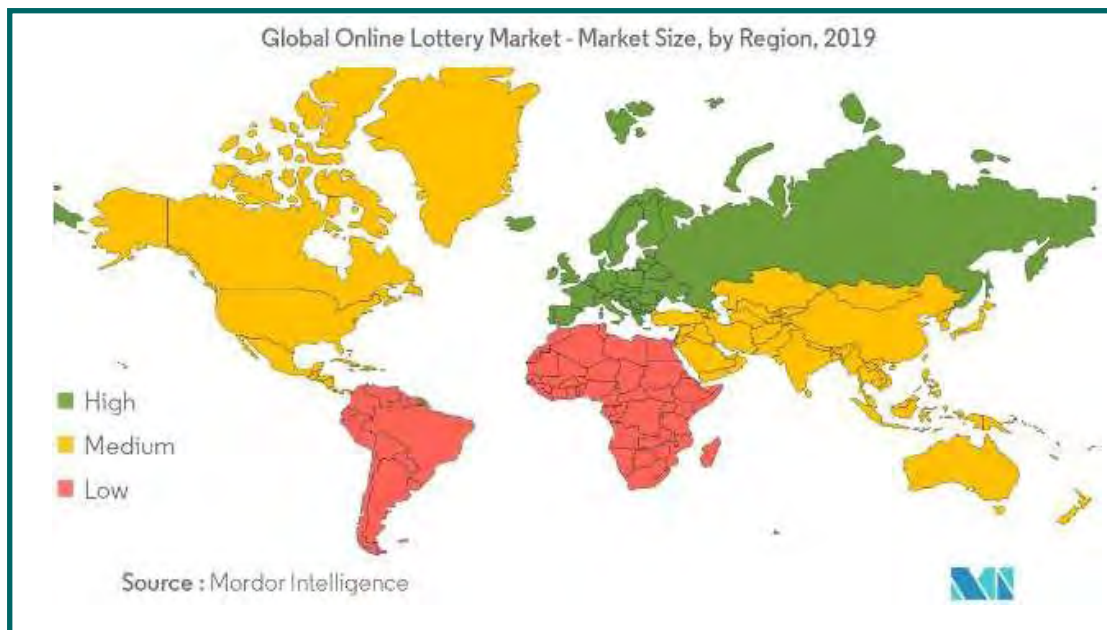 Global Online Lottery Market - Market Size, by Region, 2019
High
Medium
Low
Source : Mordor Intelligence